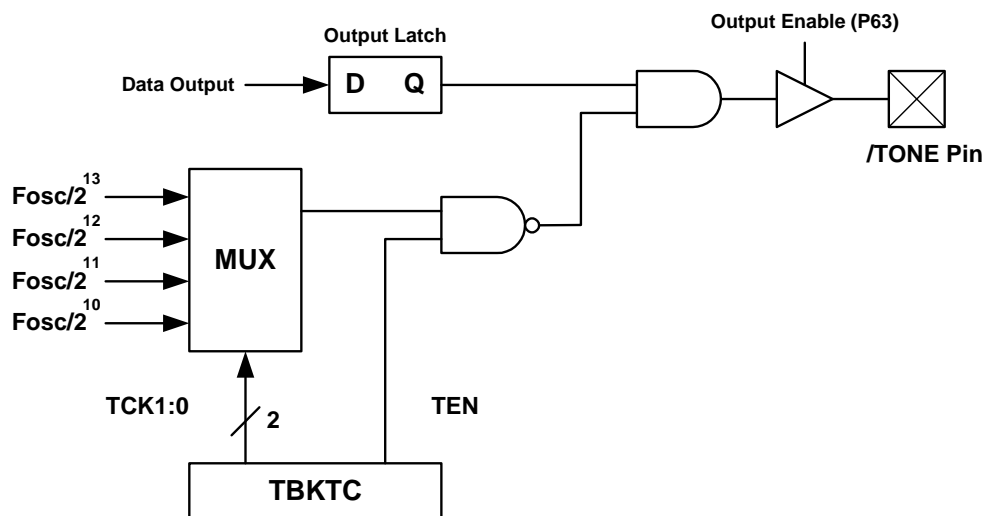 Output Enable (P63)
Output Latch
Data Output
D Q
/TONE Pin
Fosc/2^13
Fosc/2^12
Fosc/2^11
Fosc/2^10
MUX
TCK1:0
2
TEN
TBKTC